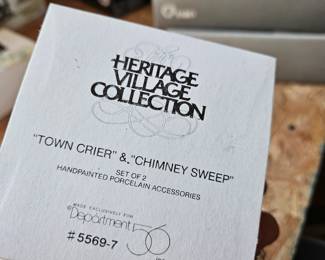 HERITAGE
VILLAGE
COLLECTION
"TOWN CRIER" & "CHIMNEY SWEEP"
SET OF 2
HANDPAINTED PORCELAIN ACCESSORIES
MADE EXCLUSIVELY FOR
©Department 56
#5569-7